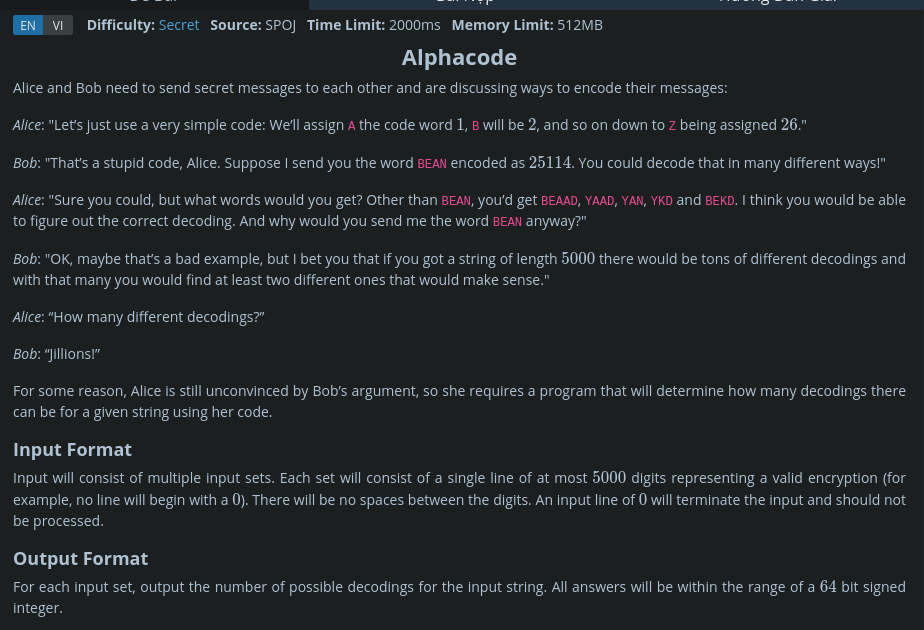 EN VI Difficulty: Secret Source: SPOJ Time Limit: 2000ms Memory Limit: 512MB
Alphacode
Alice and Bob need to send secret messages to each other and are discussing ways to encode their messages:
Alice: "Let’s just use a very simple code: We’ll assign A the code word 1, B will be 2, and so on down to Z being assigned 26."
Bob: "That’s a stupid code, Alice. Suppose I send you the word BEAN encoded as 25114. You could decode that in many different ways!"
Alice: "Sure you could, but what words would you get? Other than BEAN, you’d get BEAAD, YAAD, YAN, YKD and BEKD. I think you would be able
to figure out the correct decoding. And why would you send me the word BEAN anyway?"
Bob: "OK, maybe that’s a bad example, but I bet you that if you got a string of length 5000 there would be tons of different decodings and
with that many you would find at least two different ones that would make sense."
Alice: “How many different decodings?”
Bob: “Jillions!”
For some reason, Alice is still unconvinced by Bob’s argument, so she requires a program that will determine how many decodings there
can be for a given string using her code.
Input Format
Input will consist of multiple input sets. Each set will consist of a single line of at most 5000 digits representing a valid encryption (for
example, no line will begin with a 0). There will be no spaces between the digits. An input line of 0 will terminate the input and should not
be processed.
Output Format
For each input set, output the number of possible decodings for the input string. All answers will be within the range of a 64 bit signed
integer.